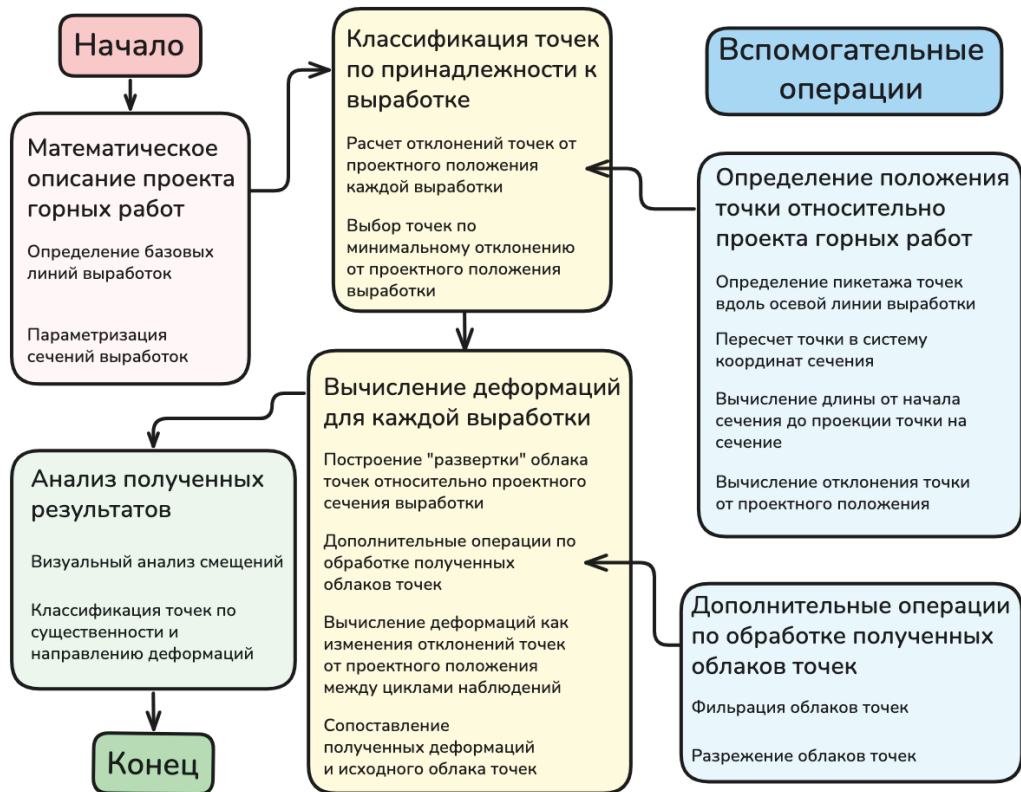 Начало
Математическое
описание проекта
горных работ
Определение базовых
линий выработок
Параметризация
сечений выработок
Классификация точек
по принадлежности к
выработке
Расчет отклонений точек от
проектного положения
каждой выработки
Выбор точек по
минимальному отклонению
от проектного положения
выработки
Вычисление деформаций
для каждой выработки
Построение "развертки" облака
точек относительно проектного
сечения выработки
Дополнительные операции по
обработке полученных
облаков точек
Вычисление деформаций как
изменения отклонений точек
от проектного положения
между циклами наблюдений
Сопоставление
полученных деформаций
и исходного облака точек
Анализ полученных
результатов
Визуальный анализ смещений
Классификация точек по
существенности и
направлению деформаций
Конец
Вспомогательные
операции
Определение положения
точки относительно
проекта горных работ
Определение пикетажа точек
вдоль осевой линии выработки
Пересчет точки в систему
координат сечения
Вычисление длины от начала
сечения до проекции точки на
сечение
Вычисление отклонения точки
от проектного положения
Дополнительные операции
по обработке полученных
облаков точек
Фильрация облаков точек
Разрежение облаков точек